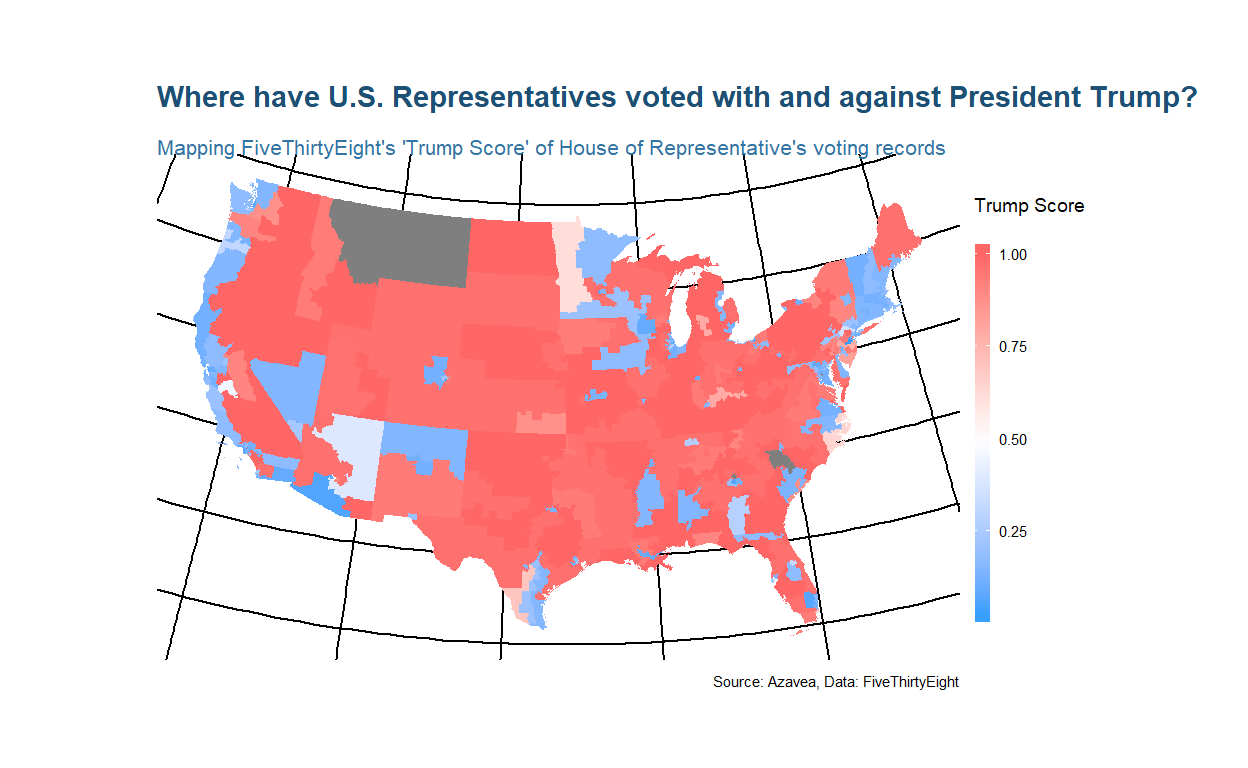 Where have U.S. Representatives voted with and against President Trump?
Mapping FiveThirtyEight's 'Trump Score' of House of Representative's voting records
Trump Score
1.00
0.75
0.50
0.25
Source: Azavea, Data: FiveThirtyEight